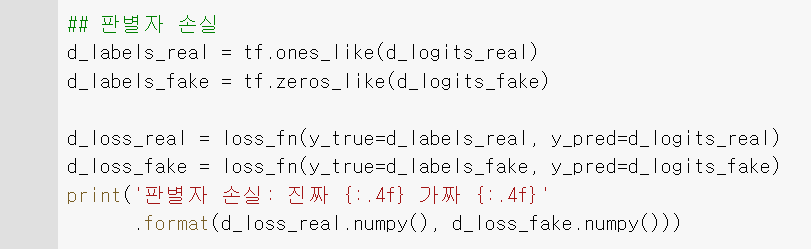 ## 판별자 손실
d_labels_real = tf.ones_like(d_logits_real)
d_labels_fake = tf.zeros_like(d_logits_fake)
d_loss_real = loss_fn(y_true=d_labels_real, y_pred=d_logits_real)
d_loss_fake = loss_fn(y_true=d_labels_fake, y_pred=d_logits_fake)
print('판별자 손실: 진짜 {:.4f} 가짜 {:.4f}'
.format(d_loss_real.numpy(), d_loss_fake.numpy()))